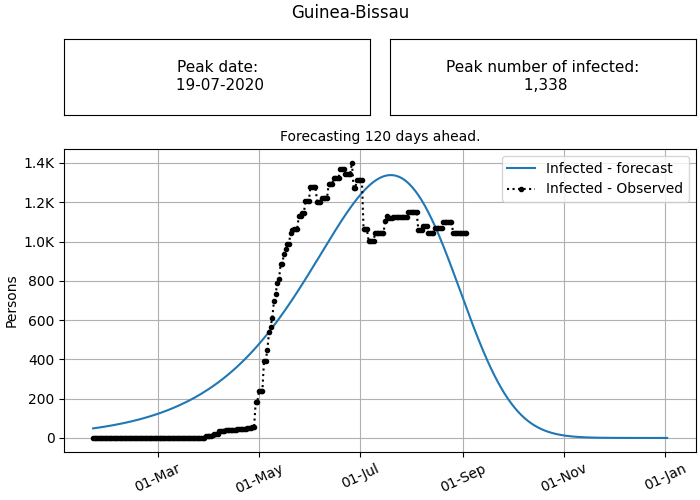 Guinea-Bissau
Peak date:
19-07-2020
Peak number of infected:
1,338
Forecasting 120 days ahead.
Infected - forecast
Infected - Observed
1.4K
1.2K
1.0K
800
600
400
200
0
Persons
01-Mar
01-May
01-Jul
01-Sep
01-Nov
01-Jan